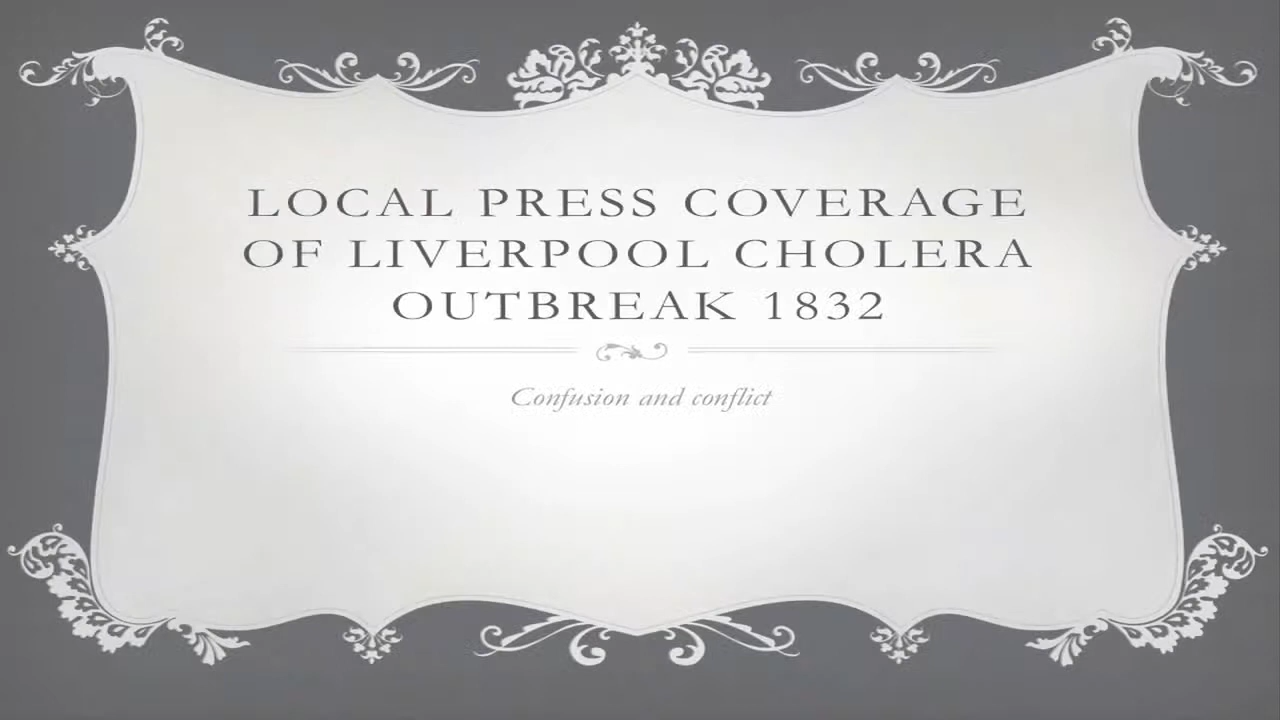 LOCAL PRESS COVERAGE
OF LIVERPOOL CHOLERA
OUTBREAK 1832
Confusion and conflict